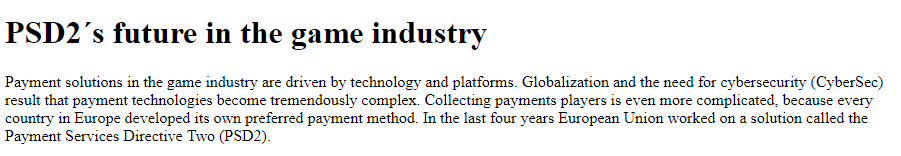 PSD2´s future in the game industry
Payment solutions in the game industry are driven by technology and platforms. Globalization and the need for cybersecurity (CyberSec)
result that payment technologies become tremendously complex. Collecting payments players is even more complicated, because every
country in Europe developed its own preferred payment method. In the last four years European Union worked on a solution called the
Payment Services Directive Two (PSD2).